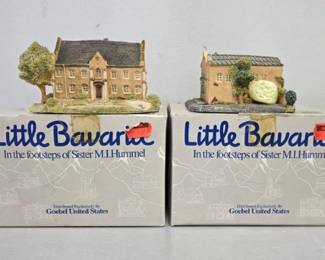 Little Bavaria
In the footsteps of Sister M.I.Hummel
Distributed Exclusively By
Goebel United States
Little Bavaria
In the footsteps of Sister M.I.Hummel
Distributed Exclusively By
Goebel United States